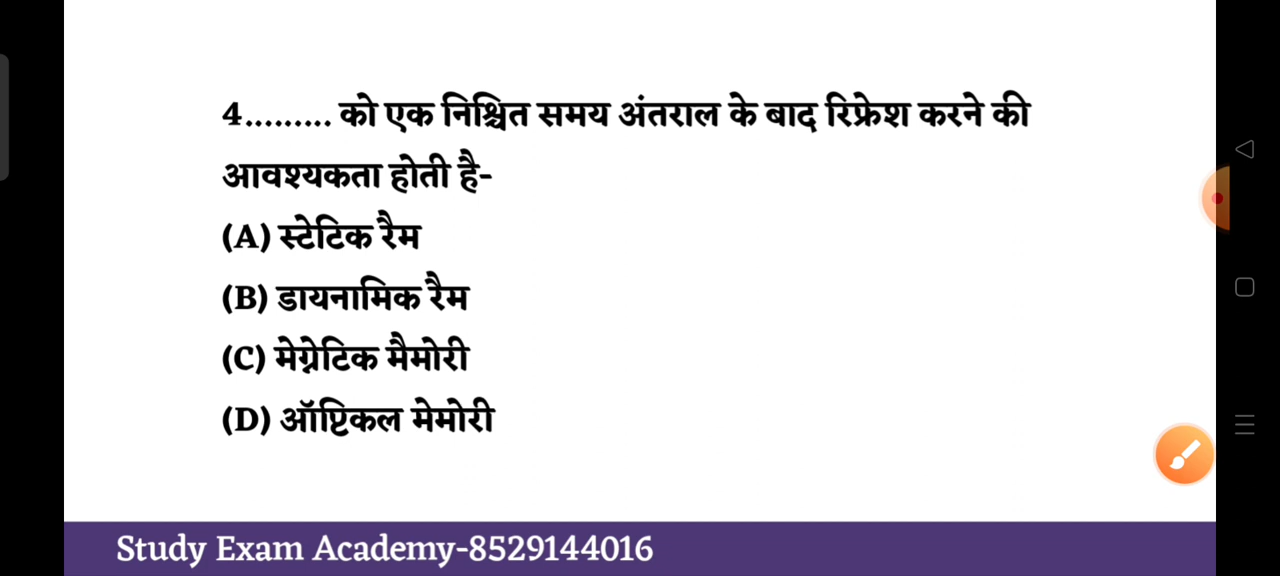 4......... को एक निश्चित समय अंतराल के बाद रिफ्रेश करने की
आवश्यकता होती है-
(A) स्टेटिक रैम
(B) डायनामिक रैम
(C) मेग्नेटिक मैमोरी
(D) ऑप्टिकल मेमोरी
Study Exam Academy-8529144016